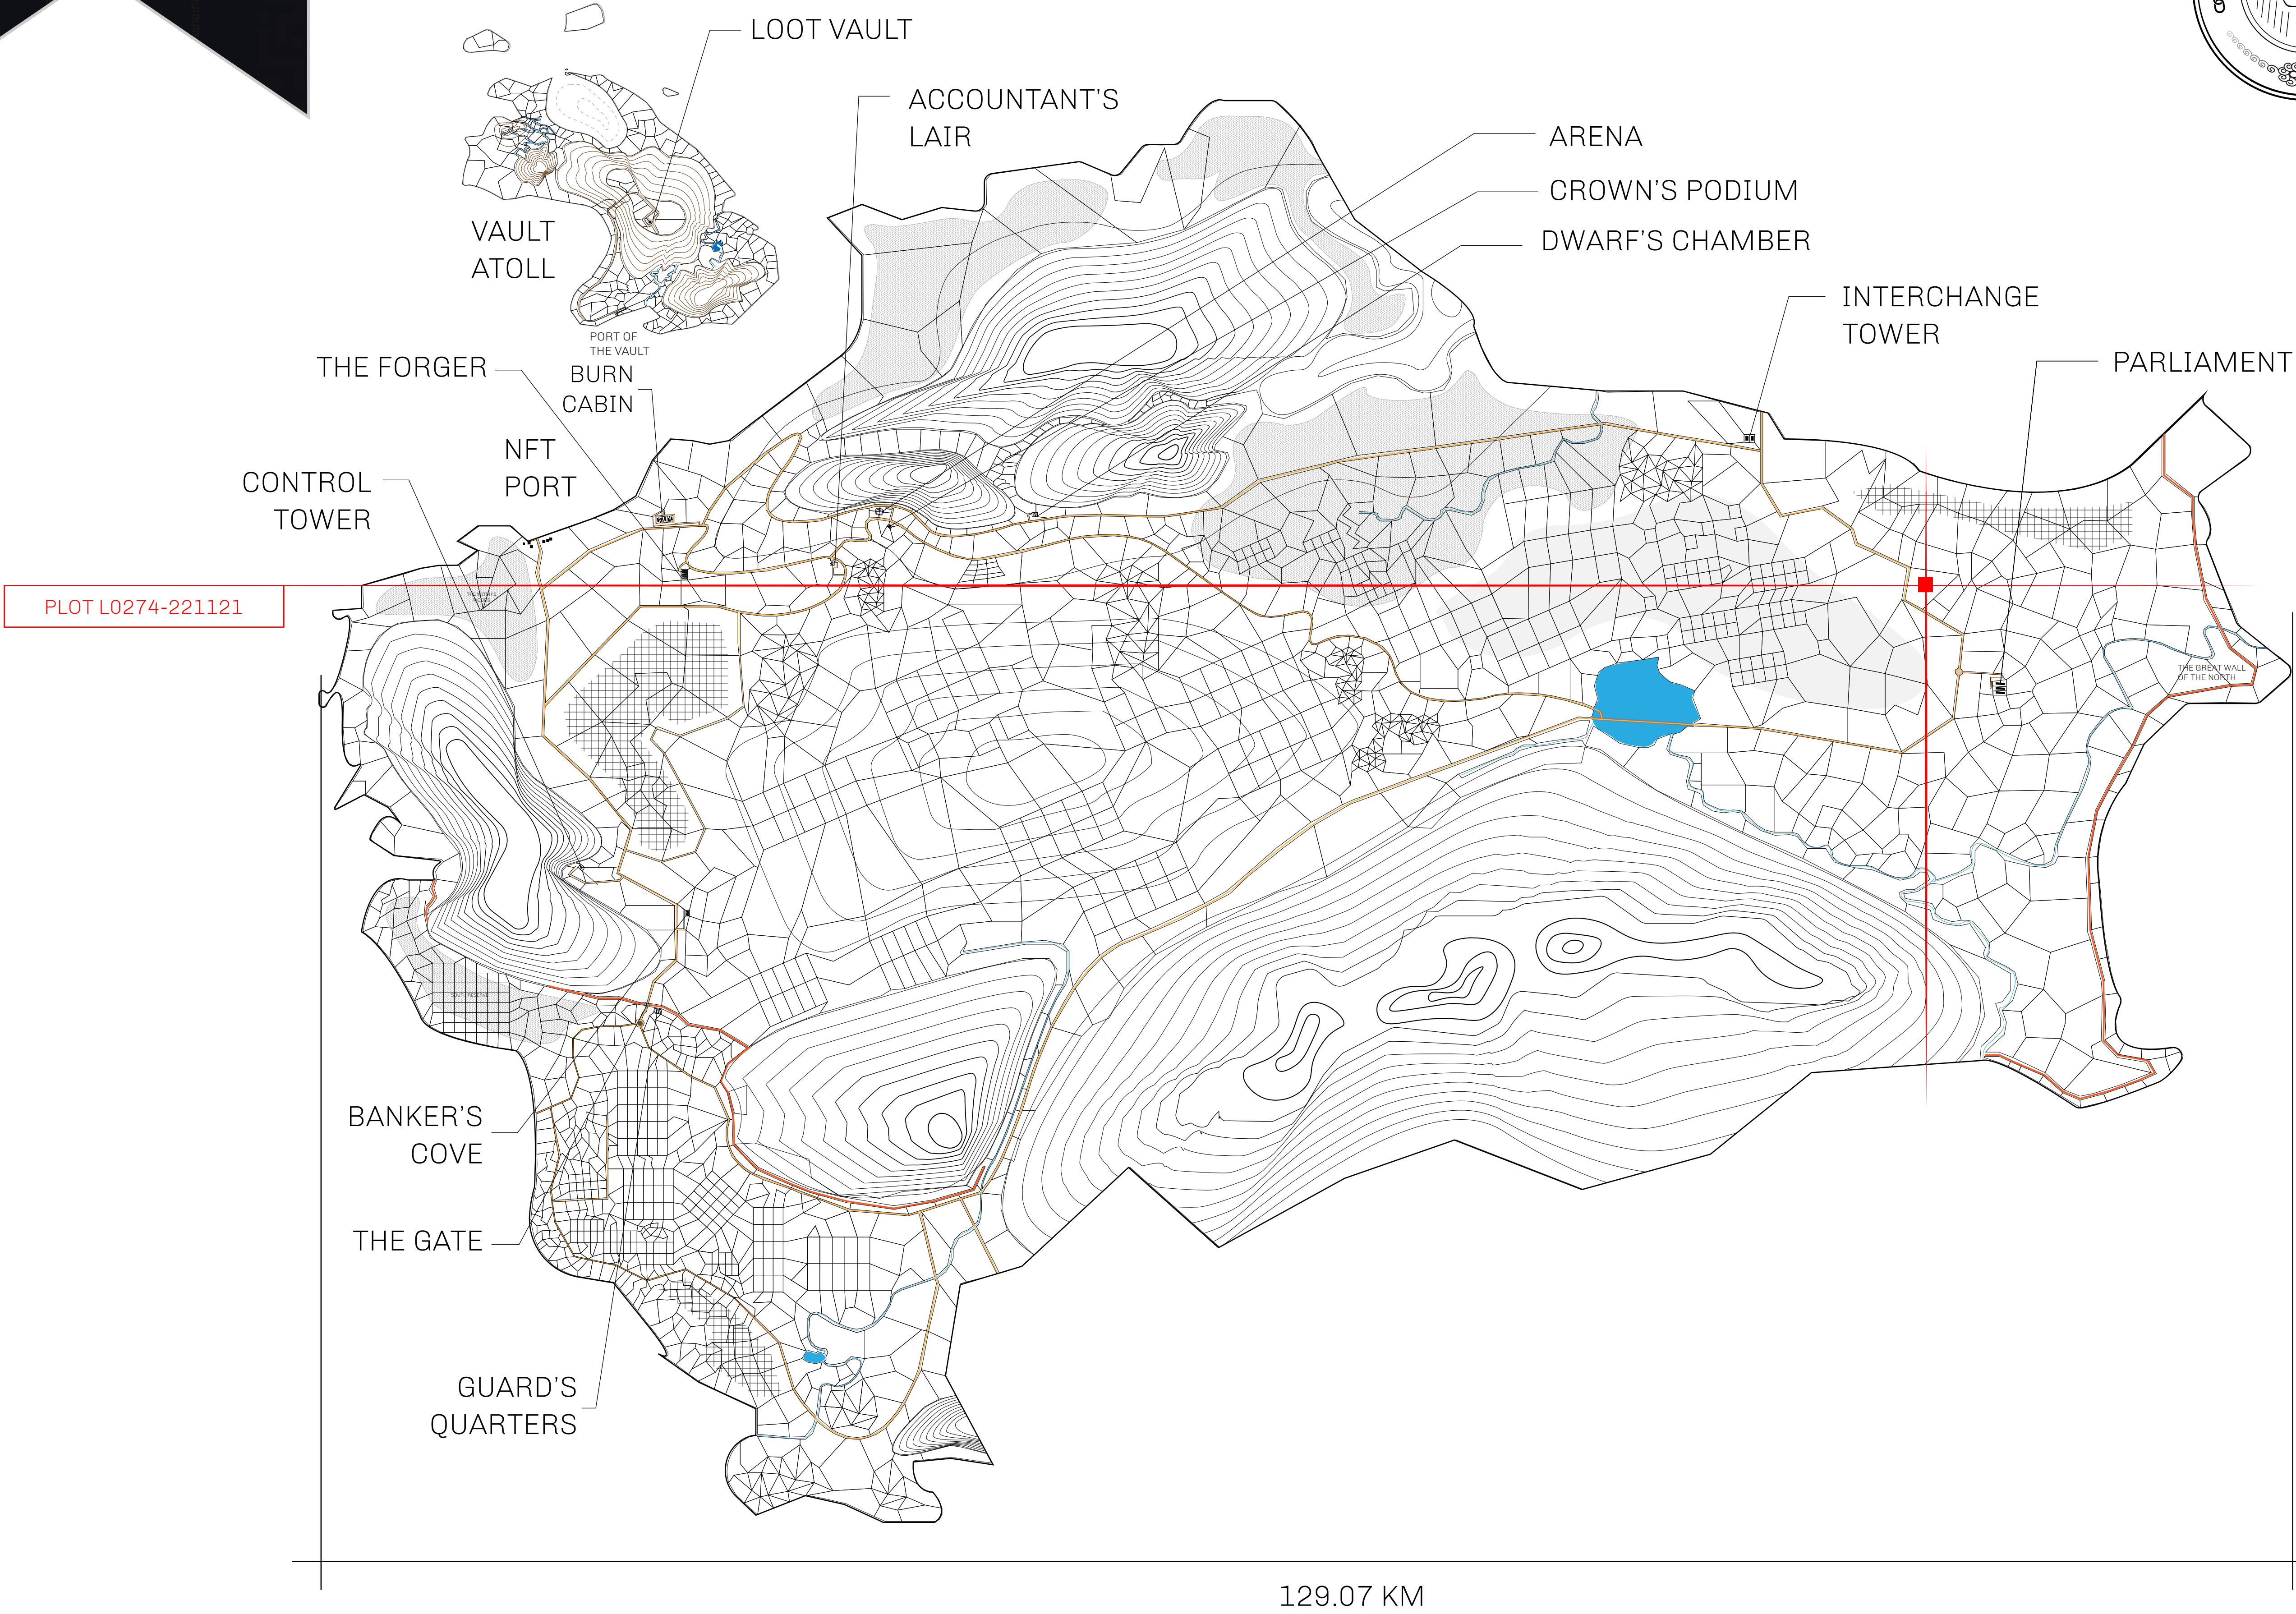 LOOT VAULT
ACCOUNTANT'S
LAIR
ARENA
CROWN'S PODIUM
DWARF'S CHAMBER
VAULT
ATOLL
INTERCHANGE
TOWER
PORT OF
THE VAULT
PARLIAMENT
THE FORGER
BURN
CABIN
NFT
PORT
CONTROL
TOWER
PLOT L0274-221121
THE GREAT WALL
OF THE NORTH
SOUTH RESERVE
BANKER'S
COVE
THE GATE
GUARD'S
QUARTERS
129.07 KM